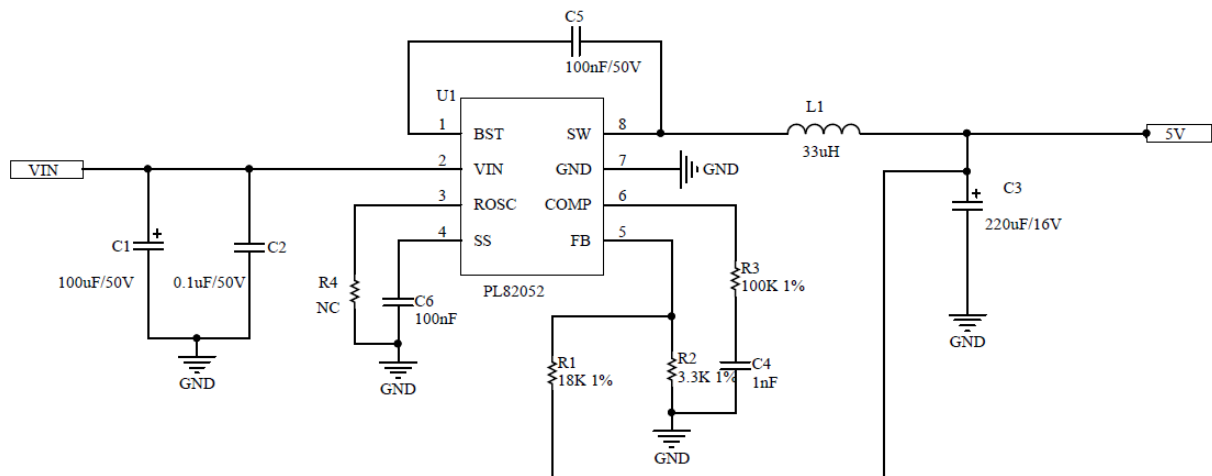 C5
100nF/50V
U1
1
BST
SW
8
L1
33uH
5V
VIN
2
VIN
GND
7
GND
3
ROSC
COMP
6
4
SS
FB
5
C1
+
100uF/50V
C2
0.1uF/50V
GND
R4
NC
C6
100nF
GND
PL82052
R3
100K 1%
R1
18K 1%
R2
3.3K 1%
C4
1nF
GND
C3
+
220uF/16V
GND